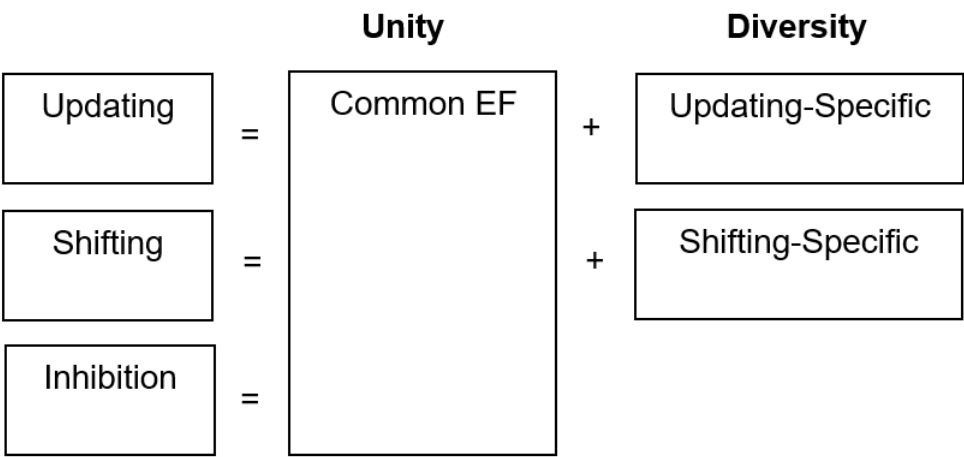 Unity Diversity
Updating = Common EF + Updating-Specific
Shifting = + Shifting-Specific
Inhibition =